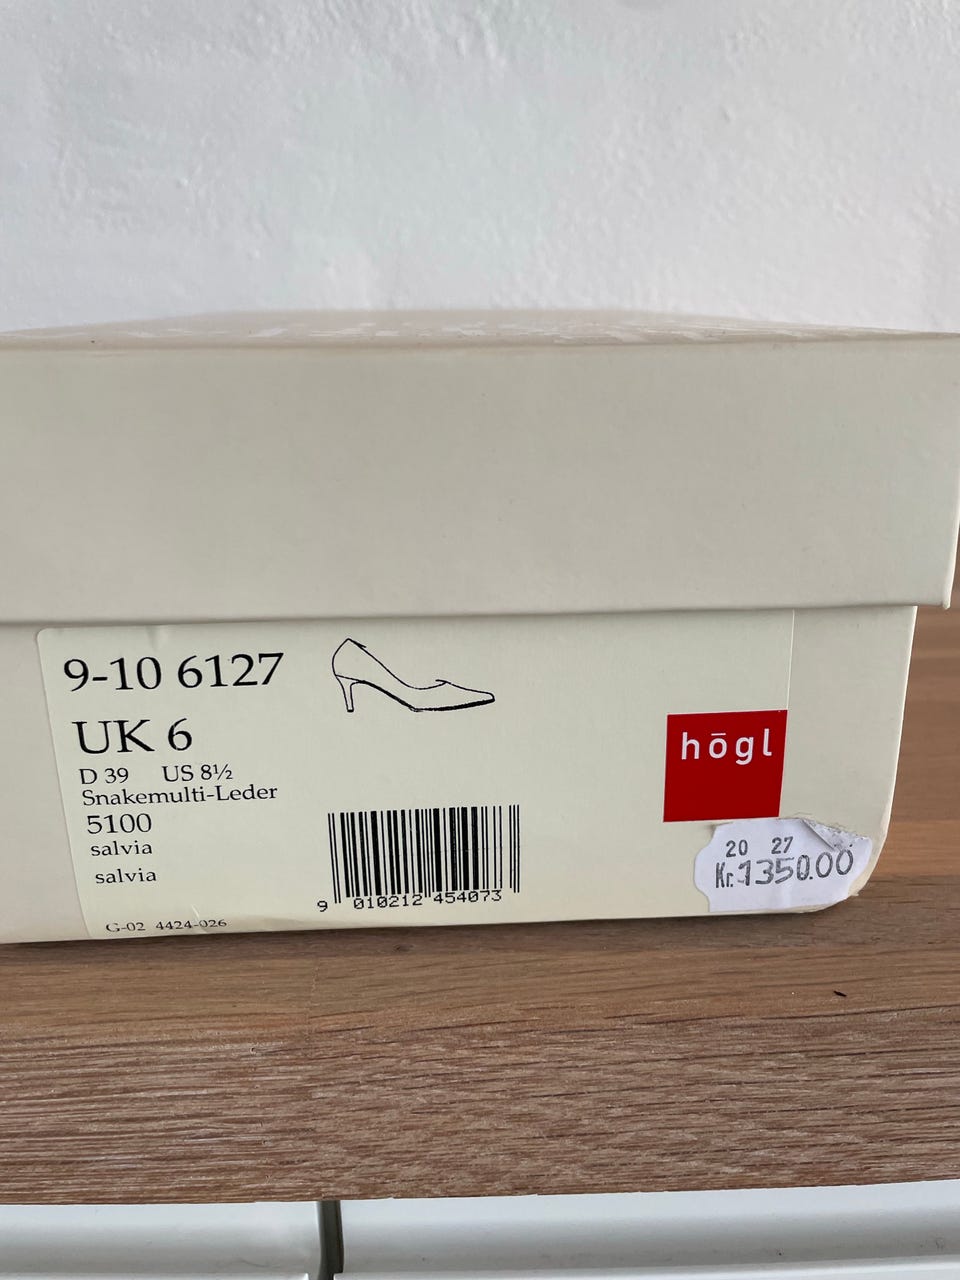 9-10 6127
UK 6
D 39 US 8½
Snakemulti-Leder
5100
salvia
salvia
G-02 4424-026
9 010212 454073
hōgl
20 27
Kr. 1350.00